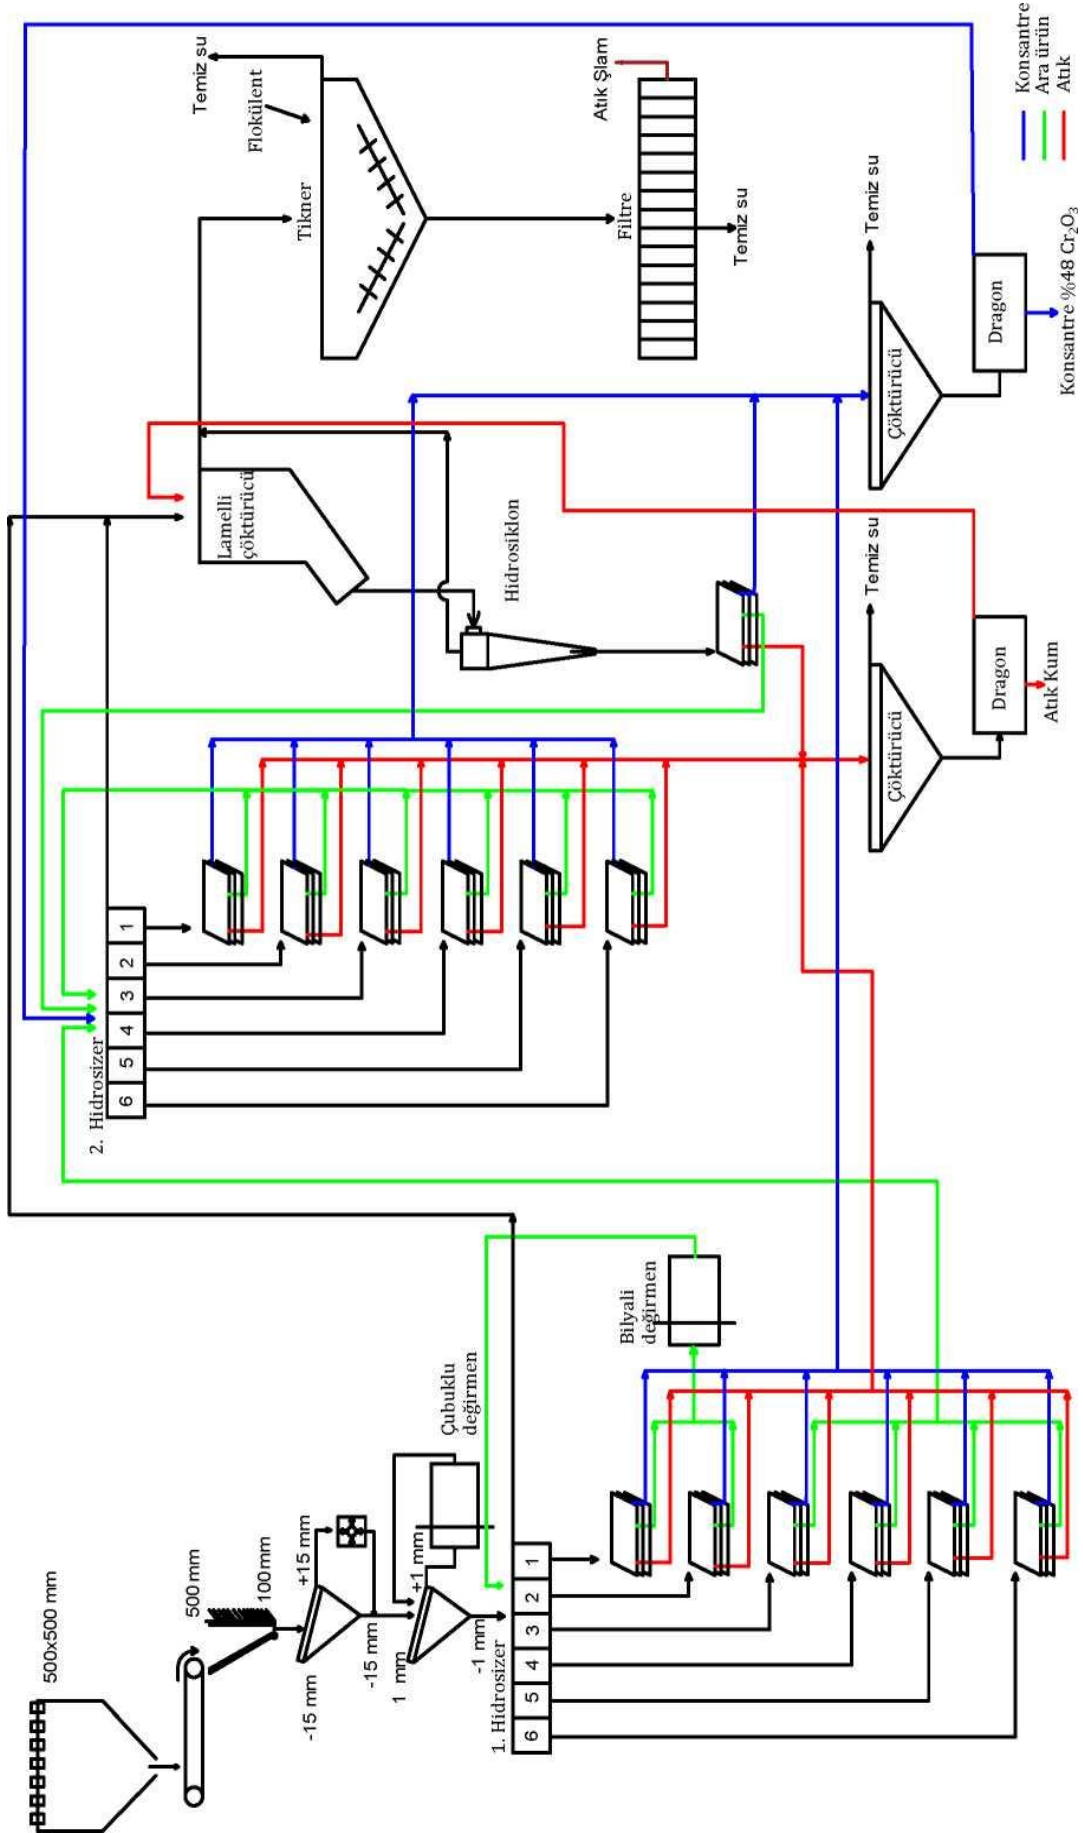 500x500 mm
500 mm
100mm
+15 mm
-15 mm
-15 mm
1 mm
+1 mm
-1 mm
Çubuklu
değirmen
Bilyali
değirmen
1. Hidrosizer
6
5
4
3
2
1
2. Hidrosizer
6
5
4
3
2
1
Lamelli
çöktürücü
Hidrosiklon
Tikner
Flokülent
Temiz su
Filtre
Atık Şlam
Temiz su
Çöktürücü
Temiz su
Dragon
Atık Kum
Çöktürücü
Temiz su
Dragon
Konsantre %48 Cr₂O₃
Konsantre
Ara ürün
Atık